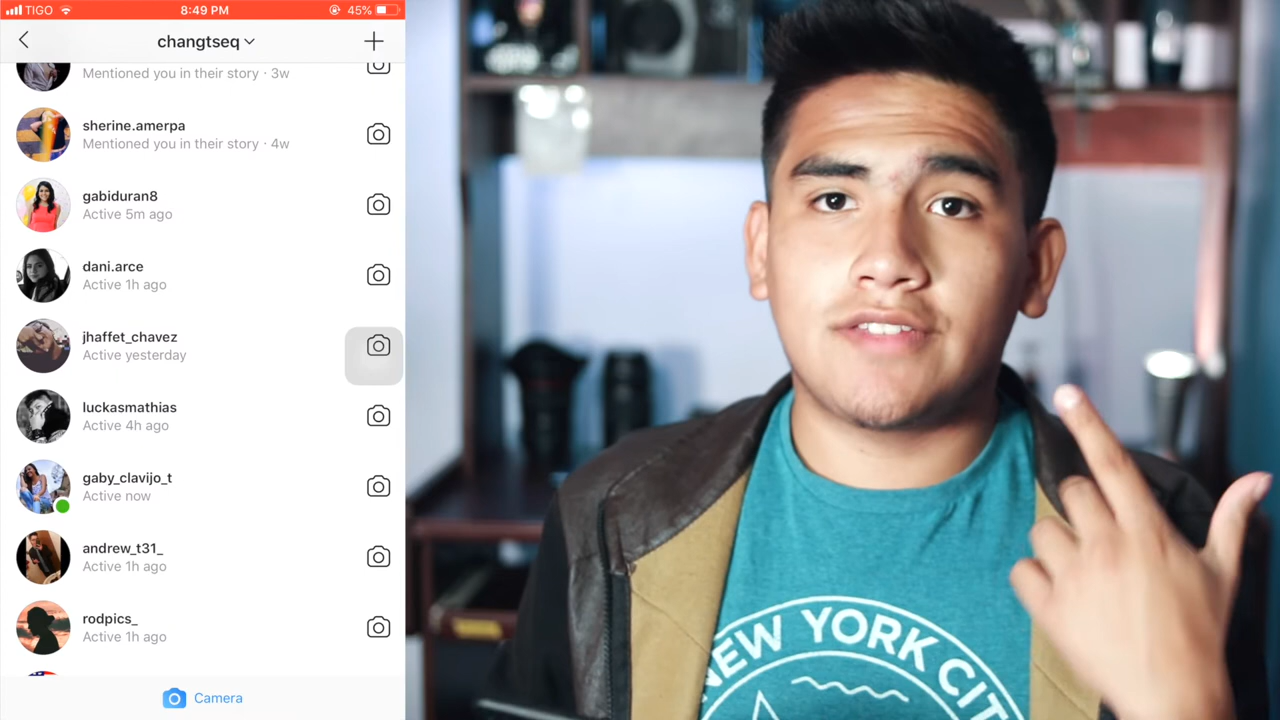 TIGO
8:49 PM
45%
changtseq
Mentioned you in their story · 3w
sherine.amerpa
Mentioned you in their story · 4w
gabiduran8
Active 5m ago
dani.arce
Active 1h ago
jhaffet_chavez
Active yesterday
luckasmathias
Active 4h ago
gaby_clavijo_t
Active now
andrew_t31_
Active 1h ago
rodpics_
Active 1h ago
Camera
NEW YORK CIT